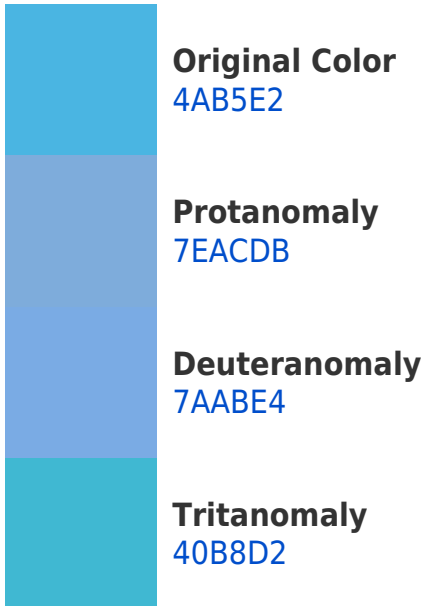 Original Color
4AB5E2
Protanomaly
7EACDB
Deuteranomaly
7AABE4
Tritanomaly
40B8D2